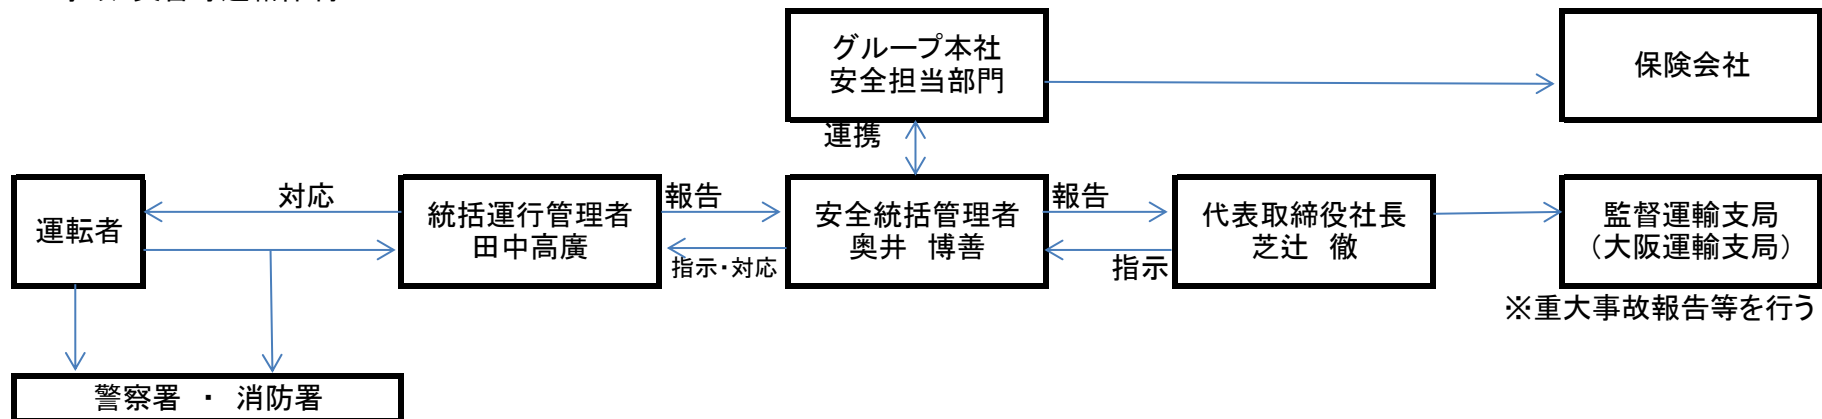 グループ本社
安全担当部門
保険会社
連携
運転者
対応
統括運行管理者
田中高廣
報告
指示・対応
安全統括管理者
奥井 博善
報告
指示
代表取締役社長
芝辻 徹
監督運輸支局
(大阪運輸支局)
※重大事故報告等を行う
警察署 ・ 消防署